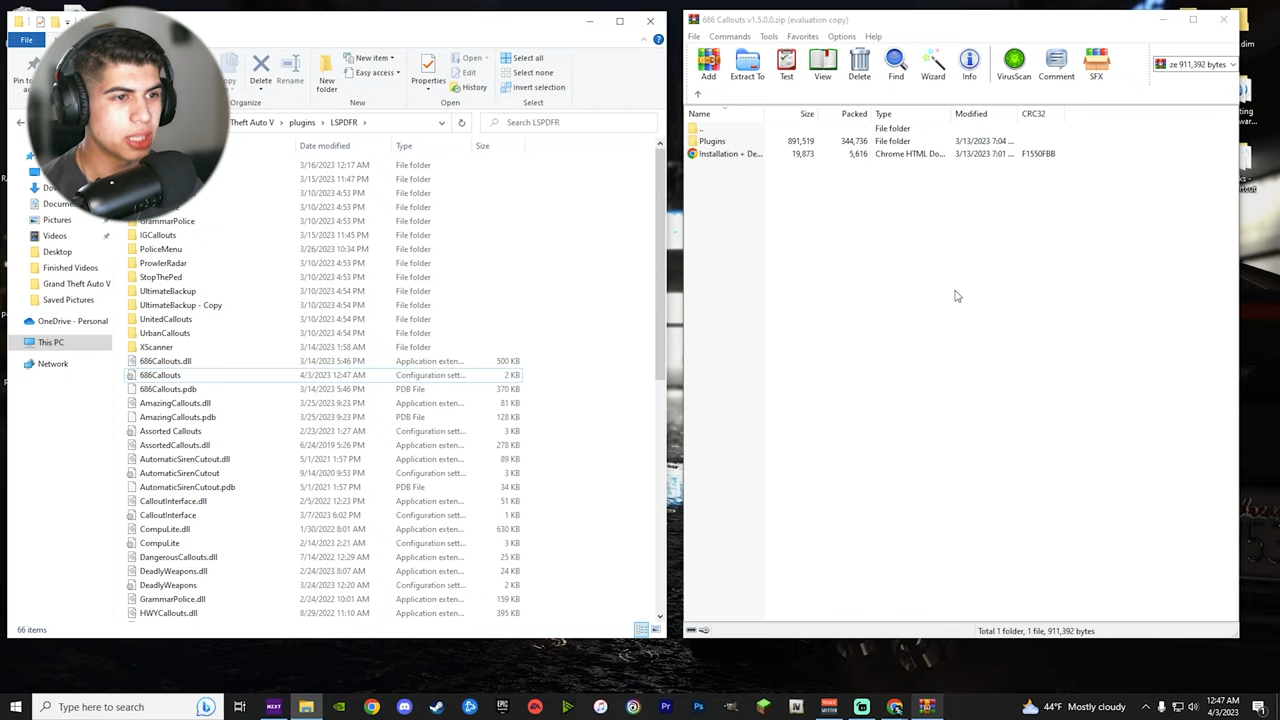 686 Callouts v1.5.0.0.zip (evaluation copy)
File
File Commands Tools Favorites Options Help
Pin to
Delete Rename
New folder
New item
Easy access
Properties
Open
Edit
History
Select all
Select none
Invert selection
Organize New Open Select
Add Extract To Test View Delete Find Wizard Info VirusScan Comment SFX
ze 911,392 bytes
Theft Auto V > plugins > LSPDFR >
Search LSPDFR
Name Size Packed Type Modified CRC32
.. File folder
Plugins 891,519 344,736 File folder 3/13/2023 7:04 ...
Installation + De... 19,873 5,616 Chrome HTML Do... 3/13/2023 7:01 ... F1550FBB
Date modified Type Size
3/16/2023 12:17 AM File folder
3/15/2023 11:47 PM File folder
3/10/2023 4:53 PM File folder
3/10/2023 4:53 PM File folder
GrammarPolice 3/10/2023 4:53 PM File folder
IGCallouts 3/15/2023 11:45 PM File folder
PoliceMenu 3/26/2023 10:34 PM File folder
ProwlerRadar 3/10/2023 4:53 PM File folder
StopThePed 3/10/2023 4:53 PM File folder
UltimateBackup 3/10/2023 4:53 PM File folder
UltimateBackup - Copy 3/10/2023 4:54 PM File folder
UnitedCallouts 3/10/2023 4:54 PM File folder
UrbanCallouts 3/10/2023 4:53 PM File folder
XScanner 3/14/2023 1:58 AM File folder
686Callouts.dll 3/14/2023 5:46 PM Application exten... 500 KB
686Callouts 4/3/2023 12:47 AM Configuration sett... 2 KB
686Callouts.pdb 3/14/2023 5:46 PM PDB File 370 KB
AmazingCallouts.dll 3/25/2023 9:23 PM Application exten... 81 KB
AmazingCallouts.pdb 3/25/2023 9:23 PM PDB File 128 KB
Assorted Callouts 2/23/2023 1:27 AM Configuration sett... 3 KB
AssortedCallouts.dll 6/24/2019 5:26 PM Application exten... 278 KB
AutomaticSirenCutout.dll 5/1/2021 1:57 PM Application exten... 89 KB
AutomaticSirenCutout 9/14/2020 9:53 PM Configuration sett... 3 KB
AutomaticSirenCutout.pdb 5/1/2021 1:57 PM PDB File 34 KB
CalloutInterface.dll 2/5/2022 12:23 PM Application exten... 51 KB
CalloutInterface 3/7/2023 6:02 PM Configuration sett... 1 KB
CompuLite.dll 1/30/2022 8:01 AM Application exten... 630 KB
CompuLite 2/14/2023 2:21 AM Configuration sett... 3 KB
DangerousCallouts.dll 7/14/2022 12:29 AM Application exten... 25 KB
DeadlyWeapons.dll 2/24/2023 8:07 AM Application exten... 24 KB
DeadlyWeapons 3/24/2023 12:20 AM Configuration sett... 2 KB
GrammarPolice.dll 2/24/2022 10:01 AM Application exten... 159 KB
HWYCallouts.dll 8/29/2022 11:10 AM Application exten... 395 KB
Pictures
Videos
Desktop
Finished Videos
Grand Theft Auto V
Saved Pictures
OneDrive - Personal
This PC
Network
66 items
Total 1 folder, 1 file, 911,392 bytes
Type here to search
44°F Mostly cloudy
12:47 AM
4/3/2023